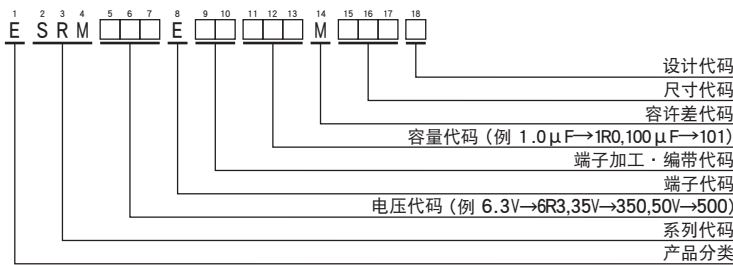 1 2 3 4 5 6 7 8 9 10 11 12 13 14 15 16 17 18
E S R M □□□ E □□ □□□ M □□□ □
设计代码
尺寸代码
容许差代码
容量代码（例 1.0μF→1R0,100μF→101）
端子加工·编带代码
端子代码
电压代码（例 6.3V→6R3,35V→350,50V→500）
系列代码
产品分类